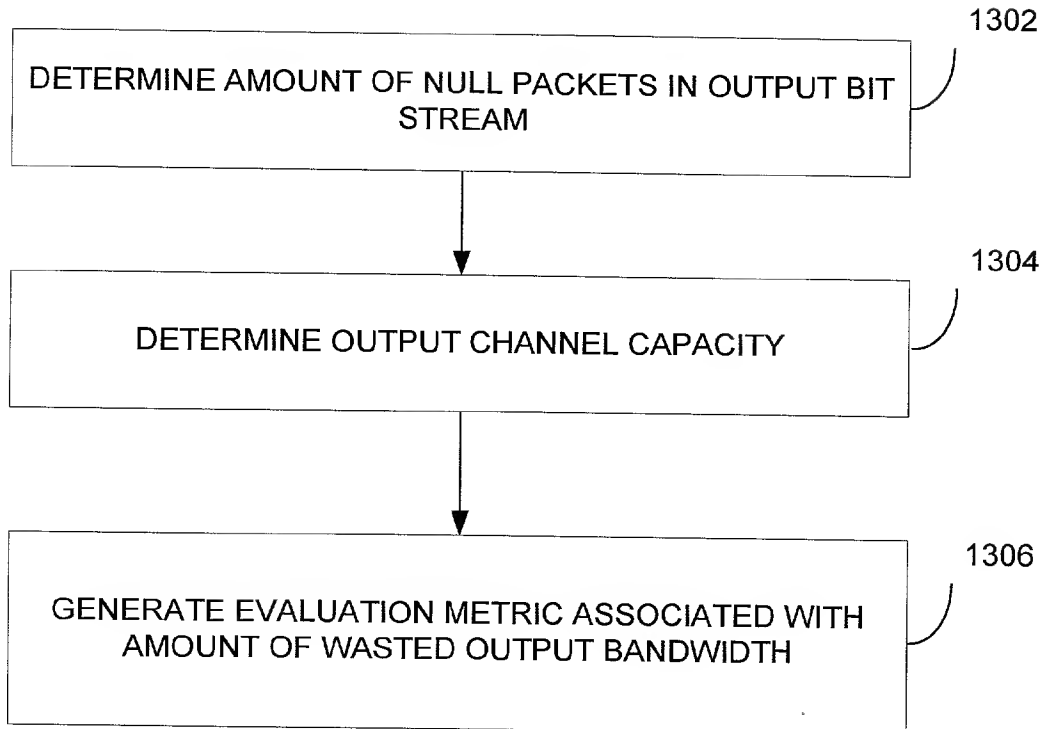 1302
DETERMINE AMOUNT OF NULL PACKETS IN OUTPUT BIT
STREAM
1304
DETERMINE OUTPUT CHANNEL CAPACITY
1306
GENERATE EVALUATION METRIC ASSOCIATED WITH
AMOUNT OF WASTED OUTPUT BANDWIDTH